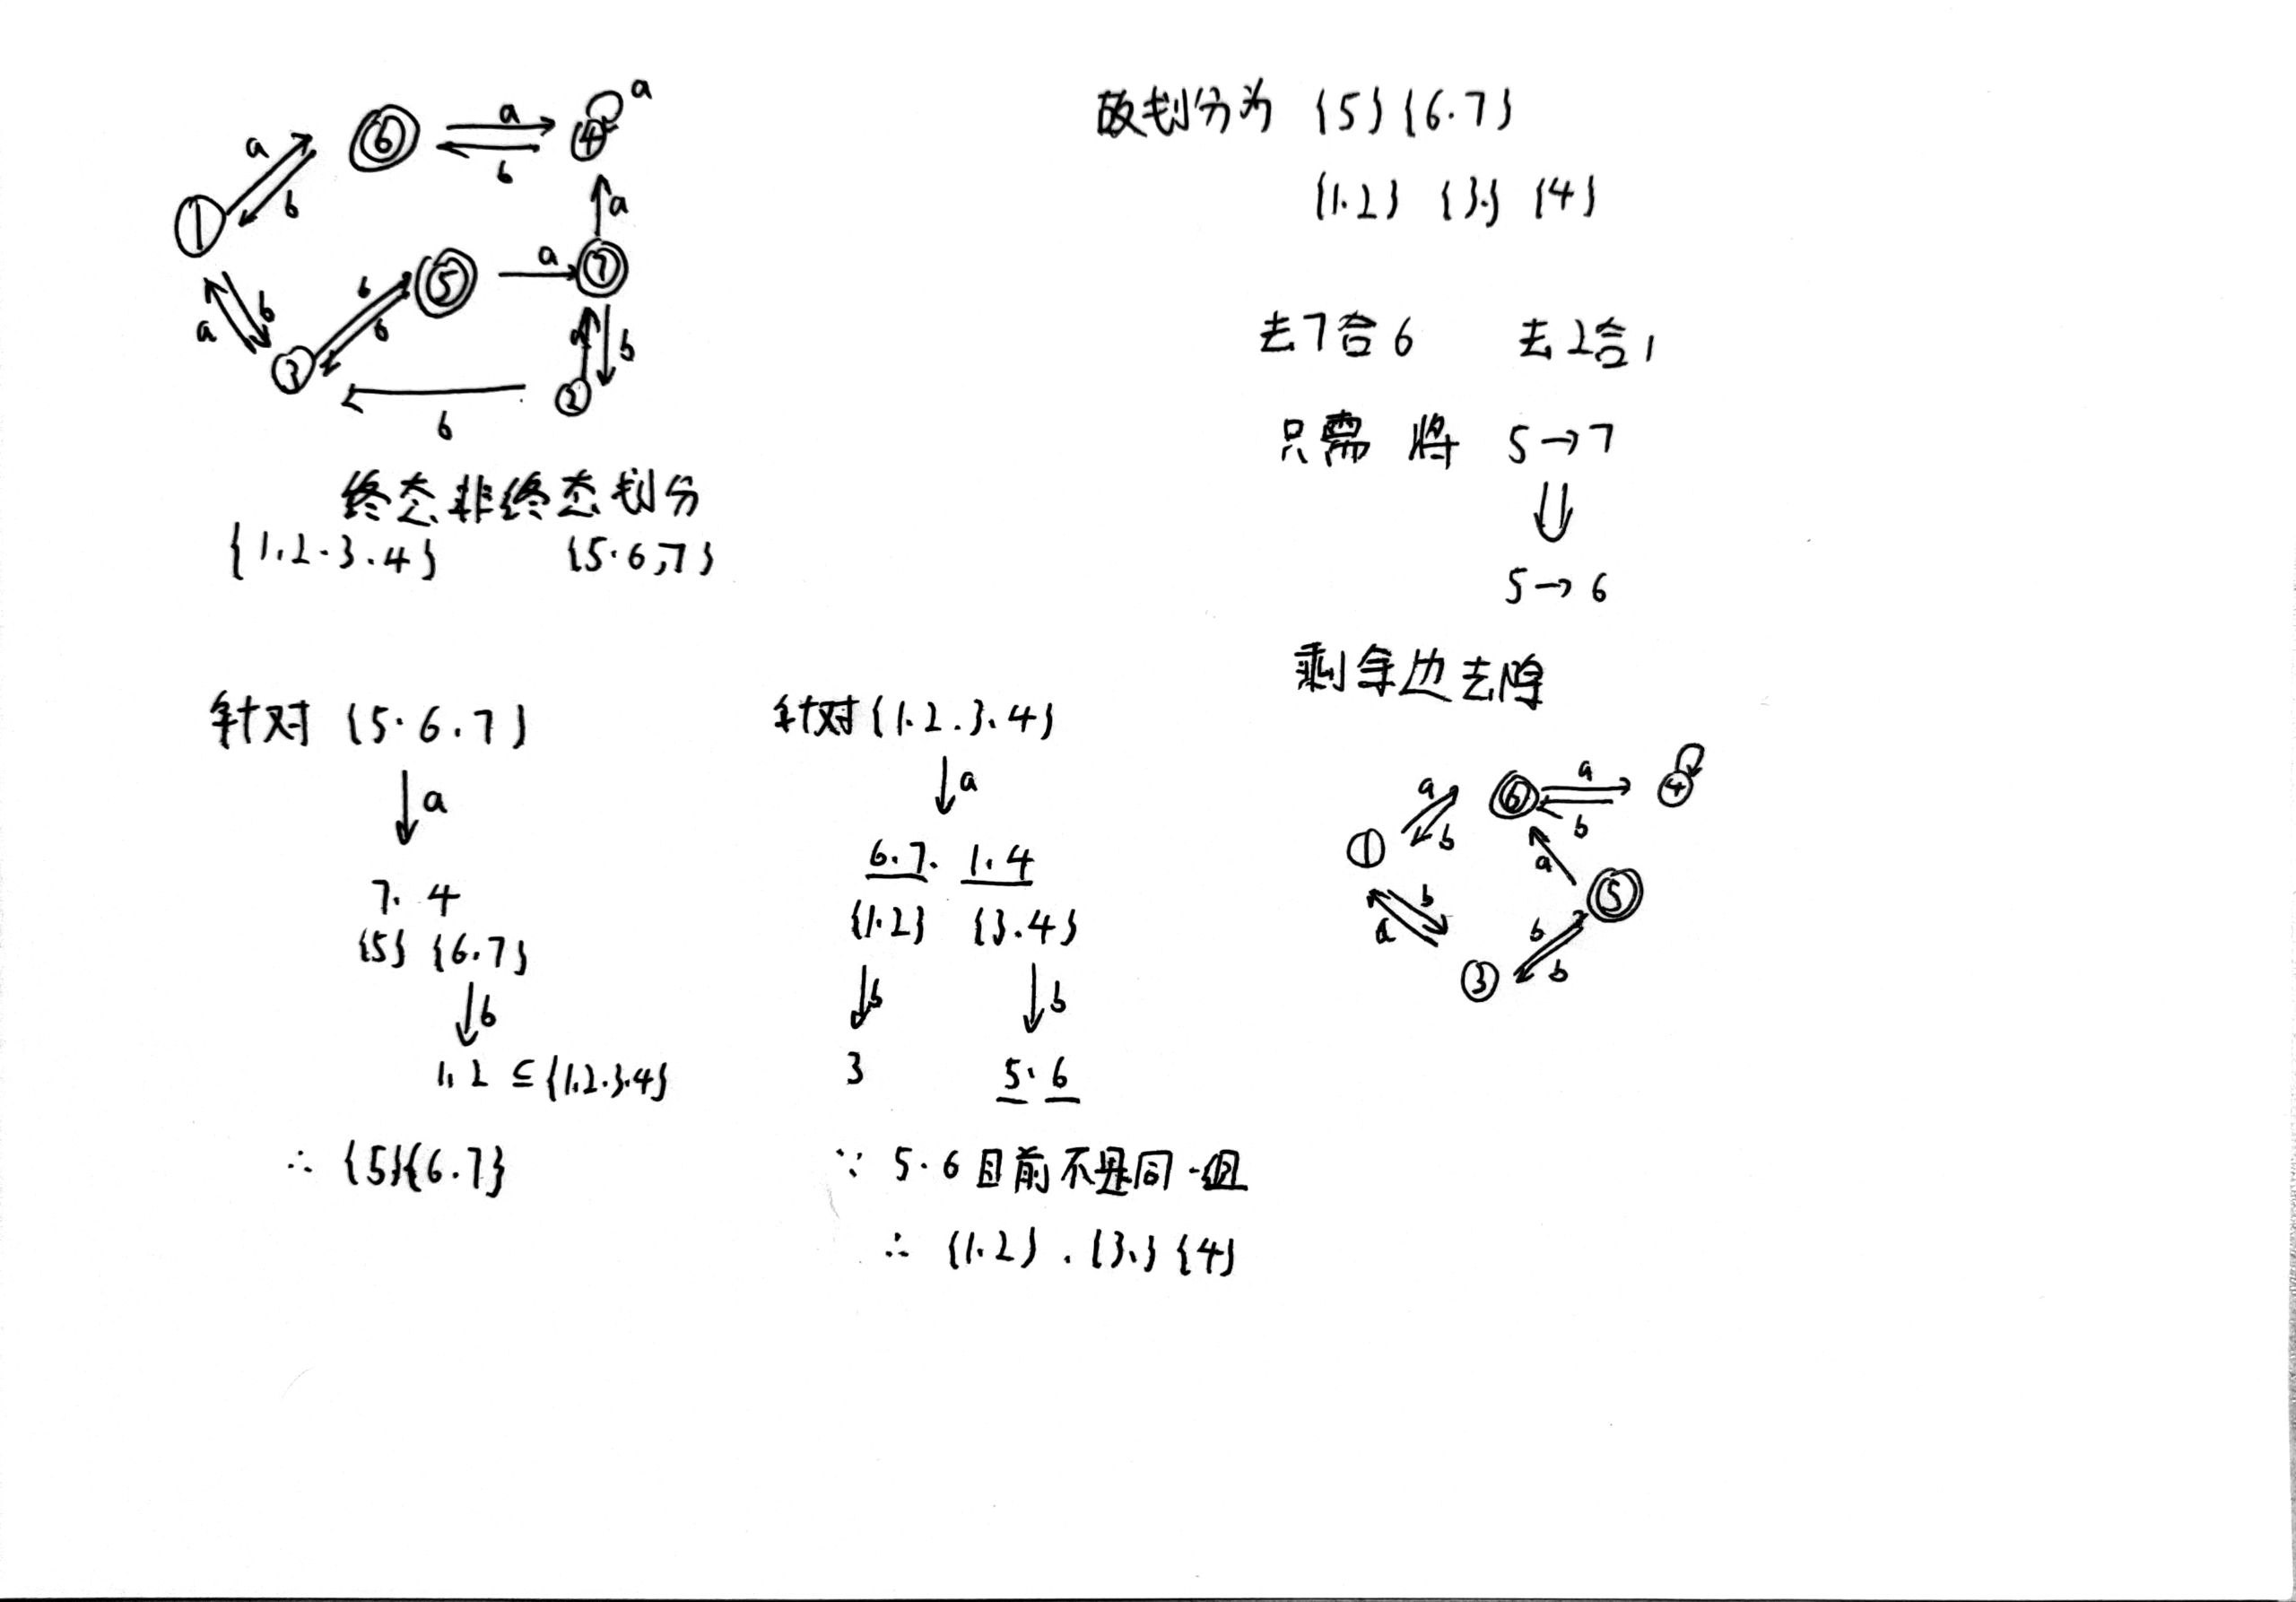 a
a
6
4
a
b
b
1
a
a
5
7
b
b
b
a
b
a
b
3
2
b
终态非终态划分
{1.2.3.4} {5.6,7}
针对 {5.6.7}
a
7. 4
{5} {6.7}
b
1,2 ⊆{1.2.3.4}
∴ {5}{6.7}
针对{1.2.3.4}
a
6.7. 1.4
{1.2} {3.4}
b b
3 5.6
∵ 5.6目前不是同一组
∴ {1.2}.{3.}{4}
故划分为 {5}{6.7}
{1.2} {3.} {4}
去7合6 去2合1
只需 将 5→7
⇓
5→6
剩余边去除
a
a
6
4
b
b
1
a
5
b
a
b
b
3